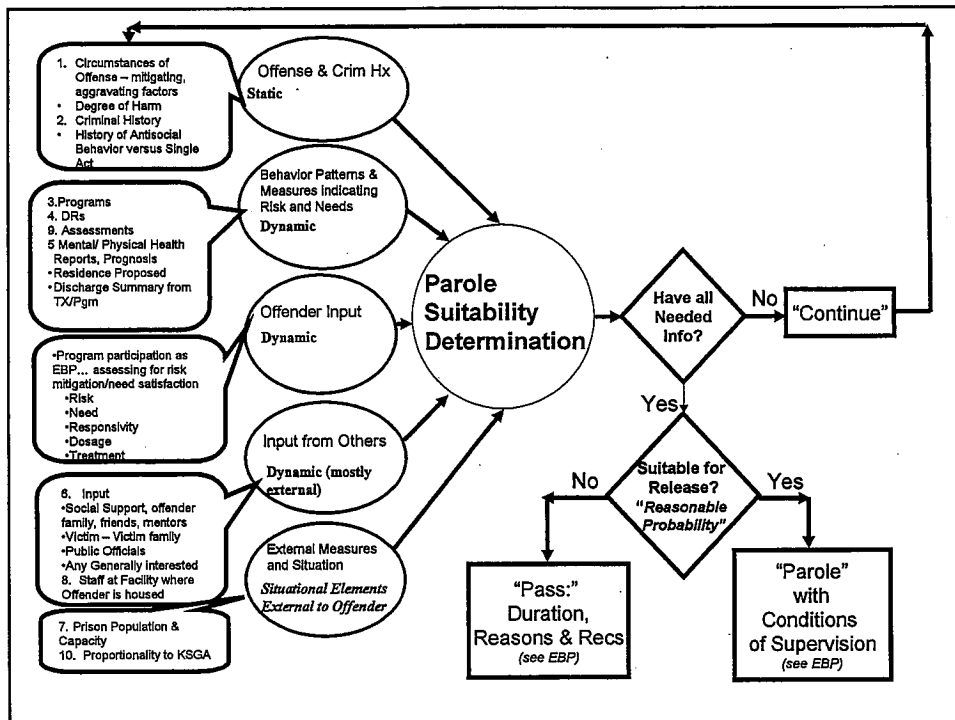 1. Circumstances of
Offense – mitigating,
aggravating factors
• Degree of Harm
2. Criminal History
• History of Antisocial
Behavior versus Single
Act
Offense & Crim Hx
Static
3.Programs
4. DRs
9. Assessments
5 Mental/ Physical Health
Reports, Prognosis
•Residence Proposed
•Discharge Summary from
TX/Pgm
Behavior Patterns &
Measures Indicating
Risk and Needs
Dynamic
•Program participation as
EBP... assessing for risk
mitigation/need satisfaction
•Risk
•Need
•Responsivity
•Dosage
•Treatment
Offender Input
Dynamic
6. Input
•Social Support, offender
family, friends, mentors
•Victim – Victim family
•Public Officials
•Any Generally interested
8. Staff at Facility where
Offender is housed
Input from Others
Dynamic (mostly
external)
7. Prison Population &
Capacity
10. Proportionality to KSGA
External Measures
and Situation
Situational Elements
External to Offender
Parole
Suitability
Determination
Have all
Needed
Info?
No
"Continue"
Yes
Suitable for
Release?
"Reasonable
Probability"
No
Yes
"Pass:"
Duration,
Reasons & Recs
(see EBP)
"Parole"
with
Conditions
of Supervision
(see EBP)